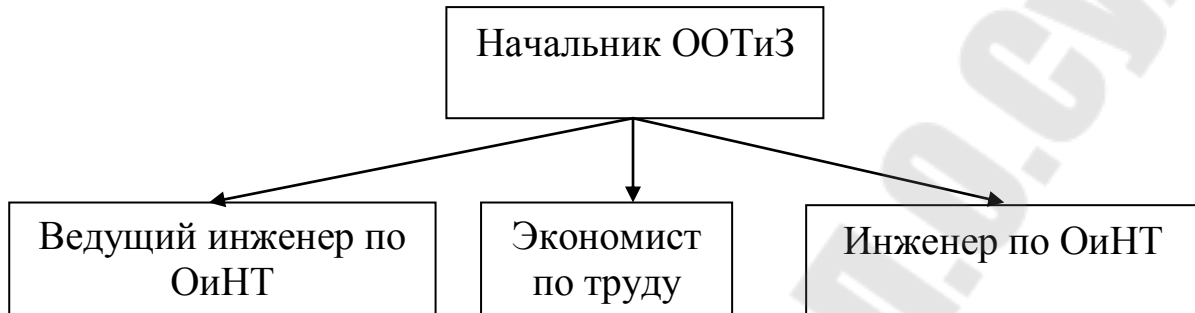 Начальник ООТиЗ
Ведущий инженер по
ОиНТ
Экономист
по труду
Инженер по ОиНТ